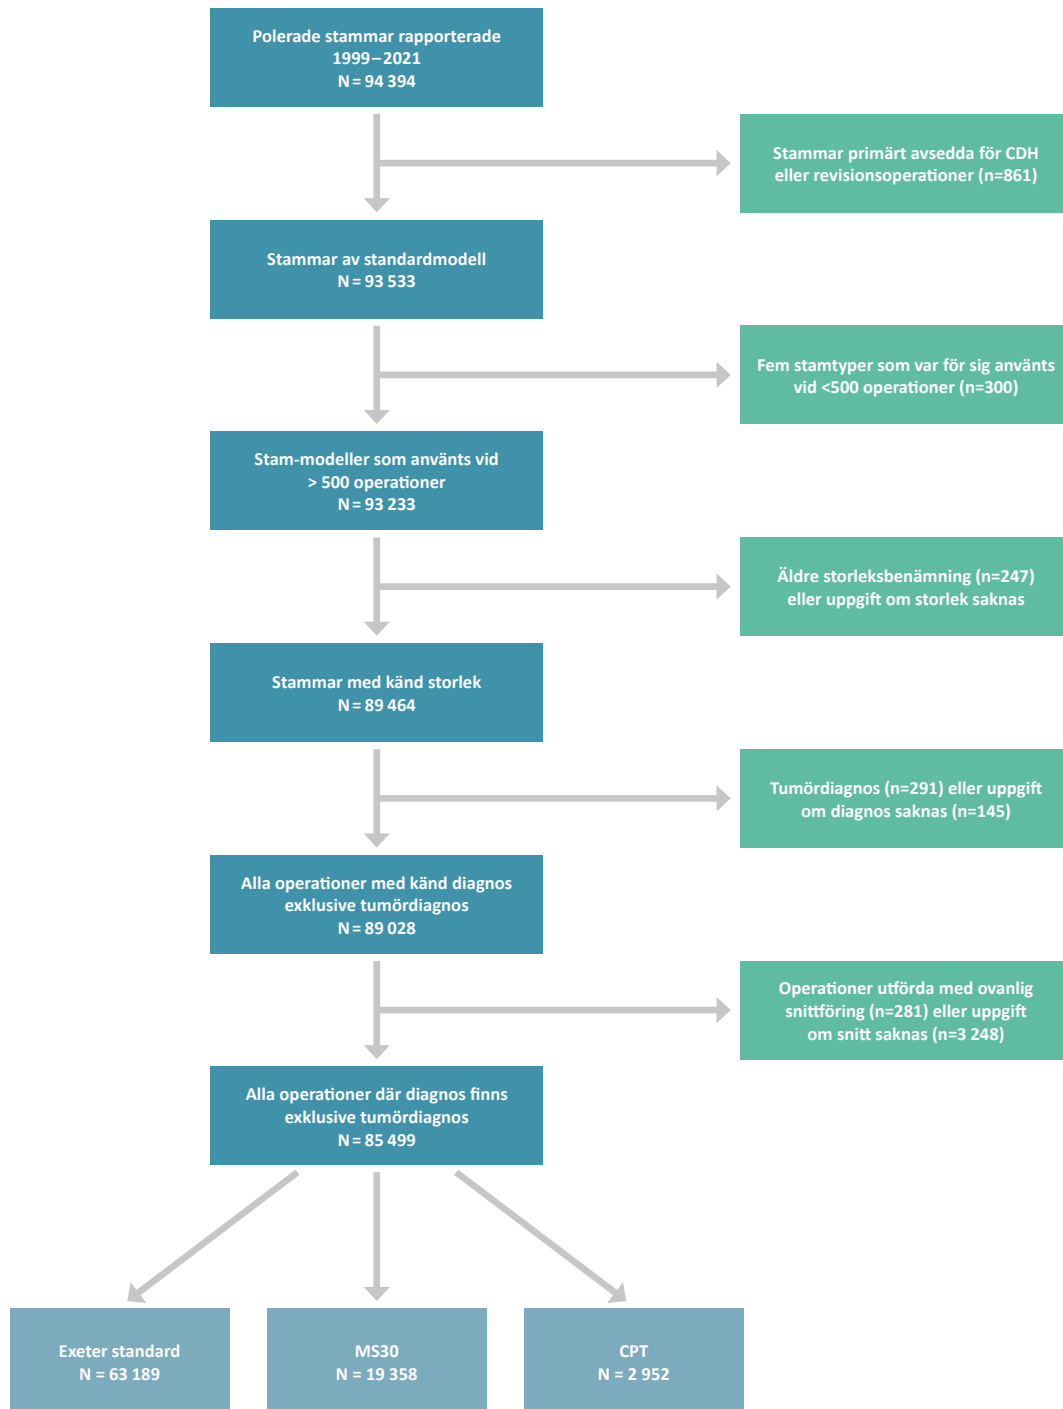 Polerade stammar rapporterade
1999–2021
N = 94 394
Stammar primärt avsedda för CDH
eller revisionsoperationer (n=861)
Stammar av standardmodell
N = 93 533
Fem stamtyper som var för sig använts
vid <500 operationer (n=300)
Stam-modeller som använts vid
> 500 operationer
N = 93 233
Äldre storleksbenämning (n=247)
eller uppgift om storlek saknas
Stammar med känd storlek
N = 89 464
Tumördiagnos (n=291) eller uppgift
om diagnos saknas (n=145)
Alla operationer med känd diagnos
exklusive tumördiagnos
N = 89 028
Operationer utförda med ovanlig
snittföring (n=281) eller uppgift
om snitt saknas (n=3 248)
Alla operationer där diagnos finns
exklusive tumördiagnos
N = 85 499
Exeter standard
N = 63 189
MS30
N = 19 358
CPT
N = 2 952